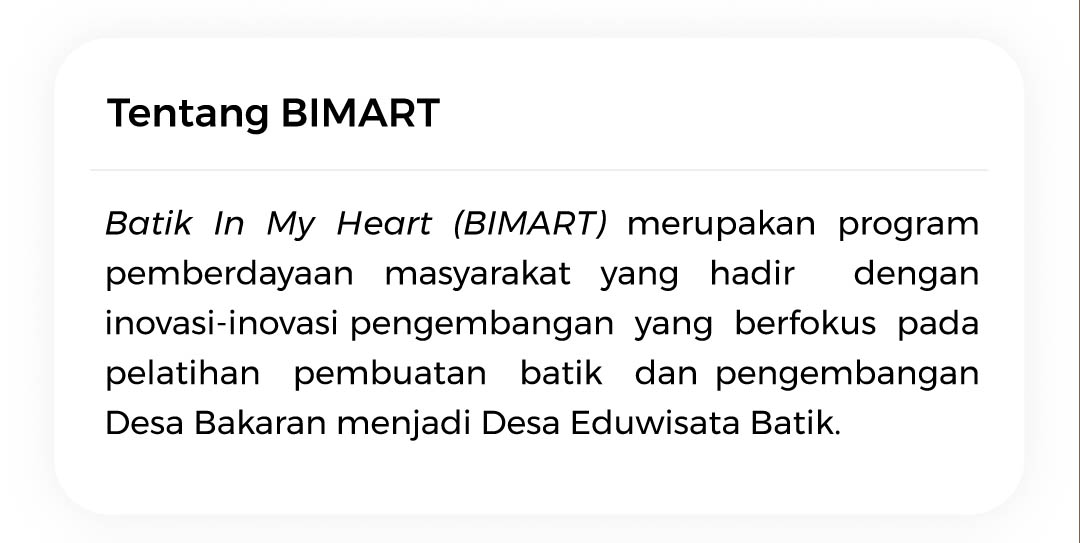 Tentang BIMART
Batik In My Heart (BIMART) merupakan program
pemberdayaan masyarakat yang hadir dengan
inovasi-inovasi pengembangan yang berfokus pada
pelatihan pembuatan batik dan pengembangan
Desa Bakaran menjadi Desa Eduwisata Batik.